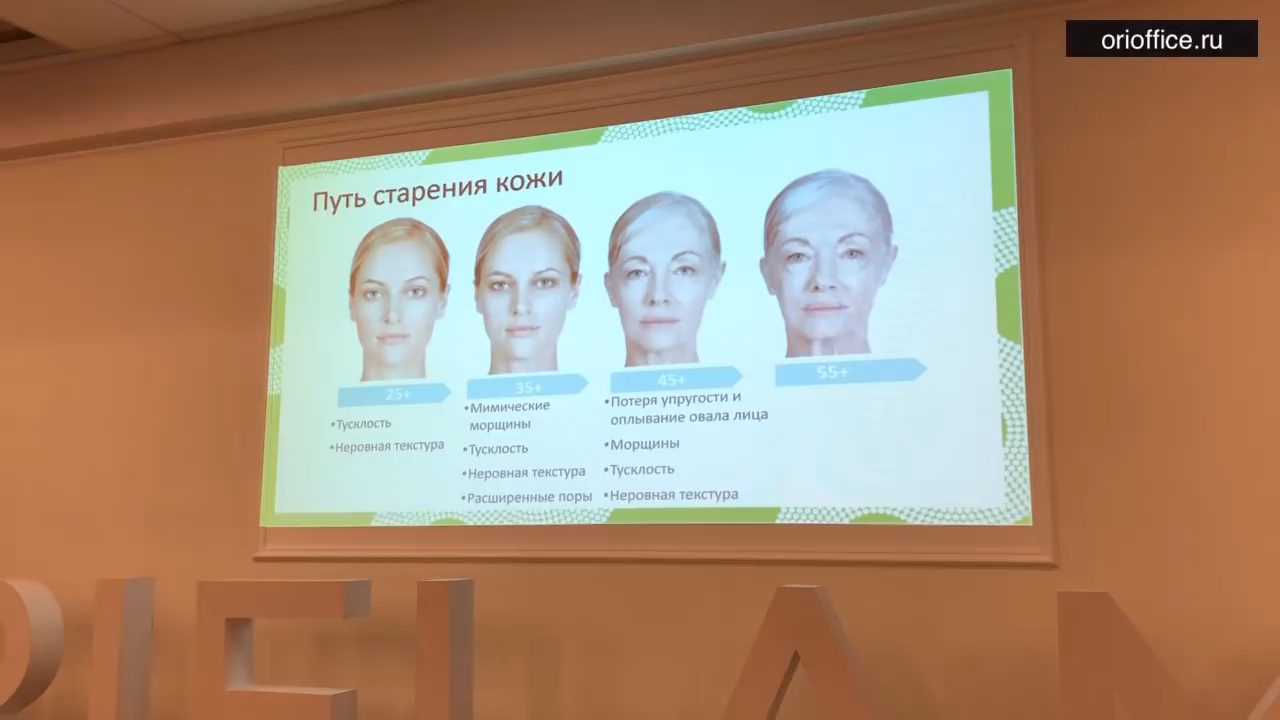 orioffice.ru
Путь старения кожи
25+
35+
45+
55+
•Тусклость
•Неровная текстура
•Мимические
морщины
•Тусклость
•Неровная текстура
•Расширенные поры
•Потеря упругости и
оплывание овала лица
•Морщины
•Тусклость
•Неровная текстура